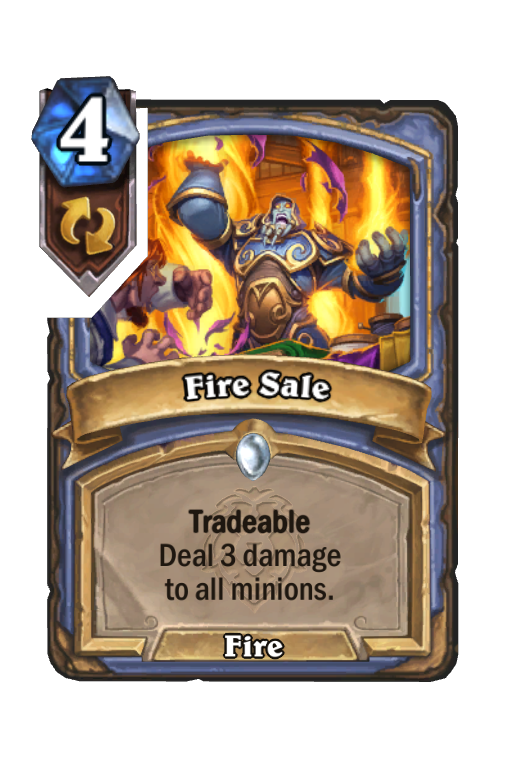 4
Fire Sale
Tradeable
Deal 3 damage
to all minions.
Fire